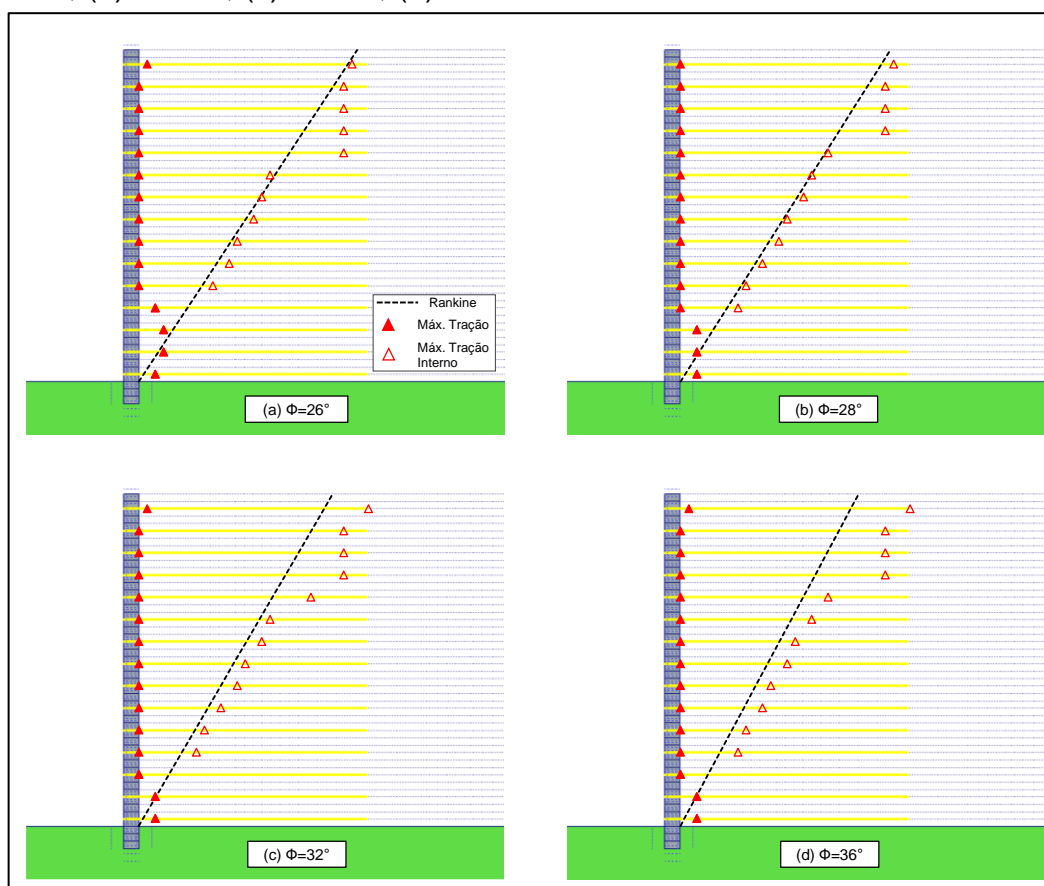 Rankine
Máx. Tração
Máx. Tração
Interno
(a) Φ=26°
(b) Φ=28°
(c) Φ=32°
(d) Φ=36°